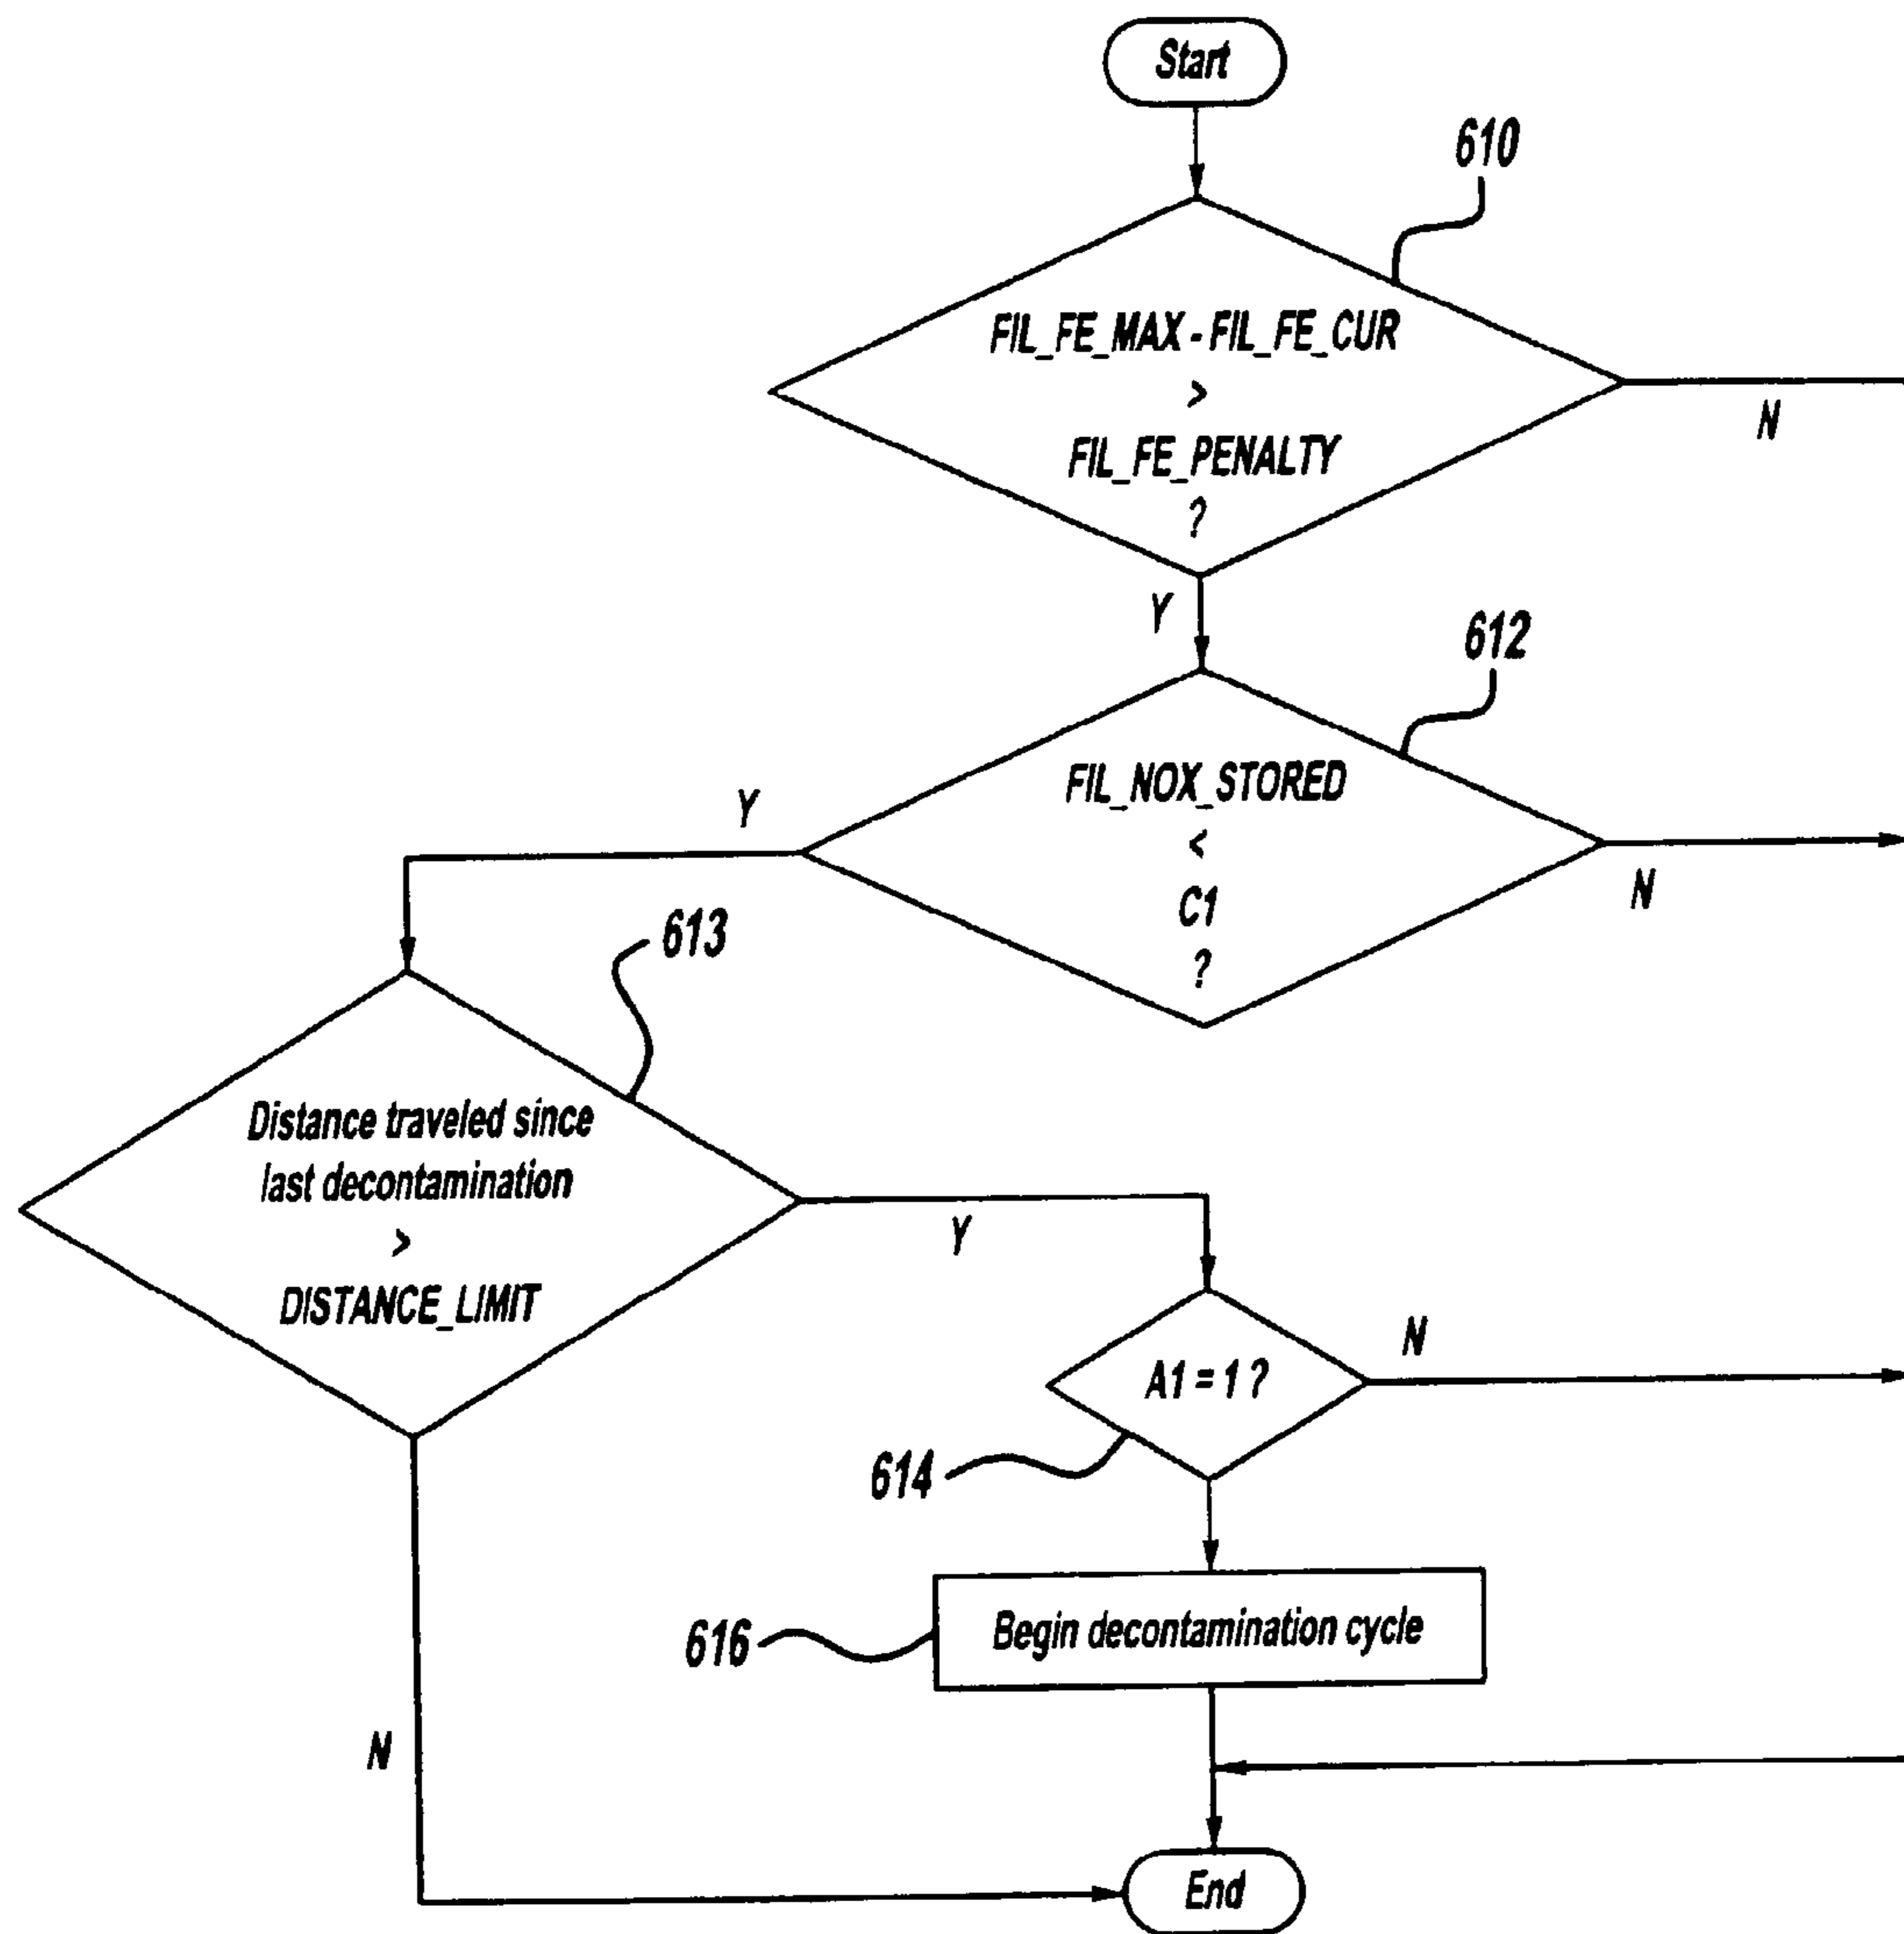 Start
610
FIL_FE_MAX - FIL_FE_CUR
>
FIL_FE_PENALTY
?
N
Y
612
FIL_NOX_STORED
<
C1
?
Y
N
613
Distance traveled since
last decontamination
>
DISTANCE_LIMIT
Y
A1 = 1 ?
N
614
Begin decontamination cycle
616
N
End